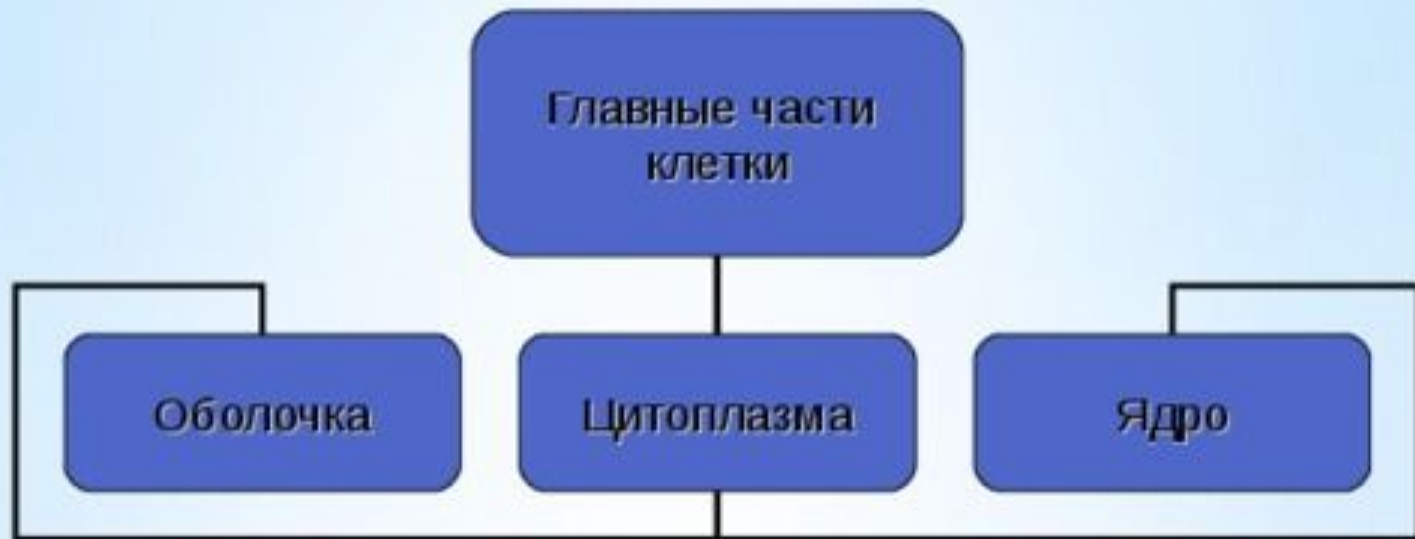 Главные части
клетки
Оболочка
Цитоплазма
Ядро